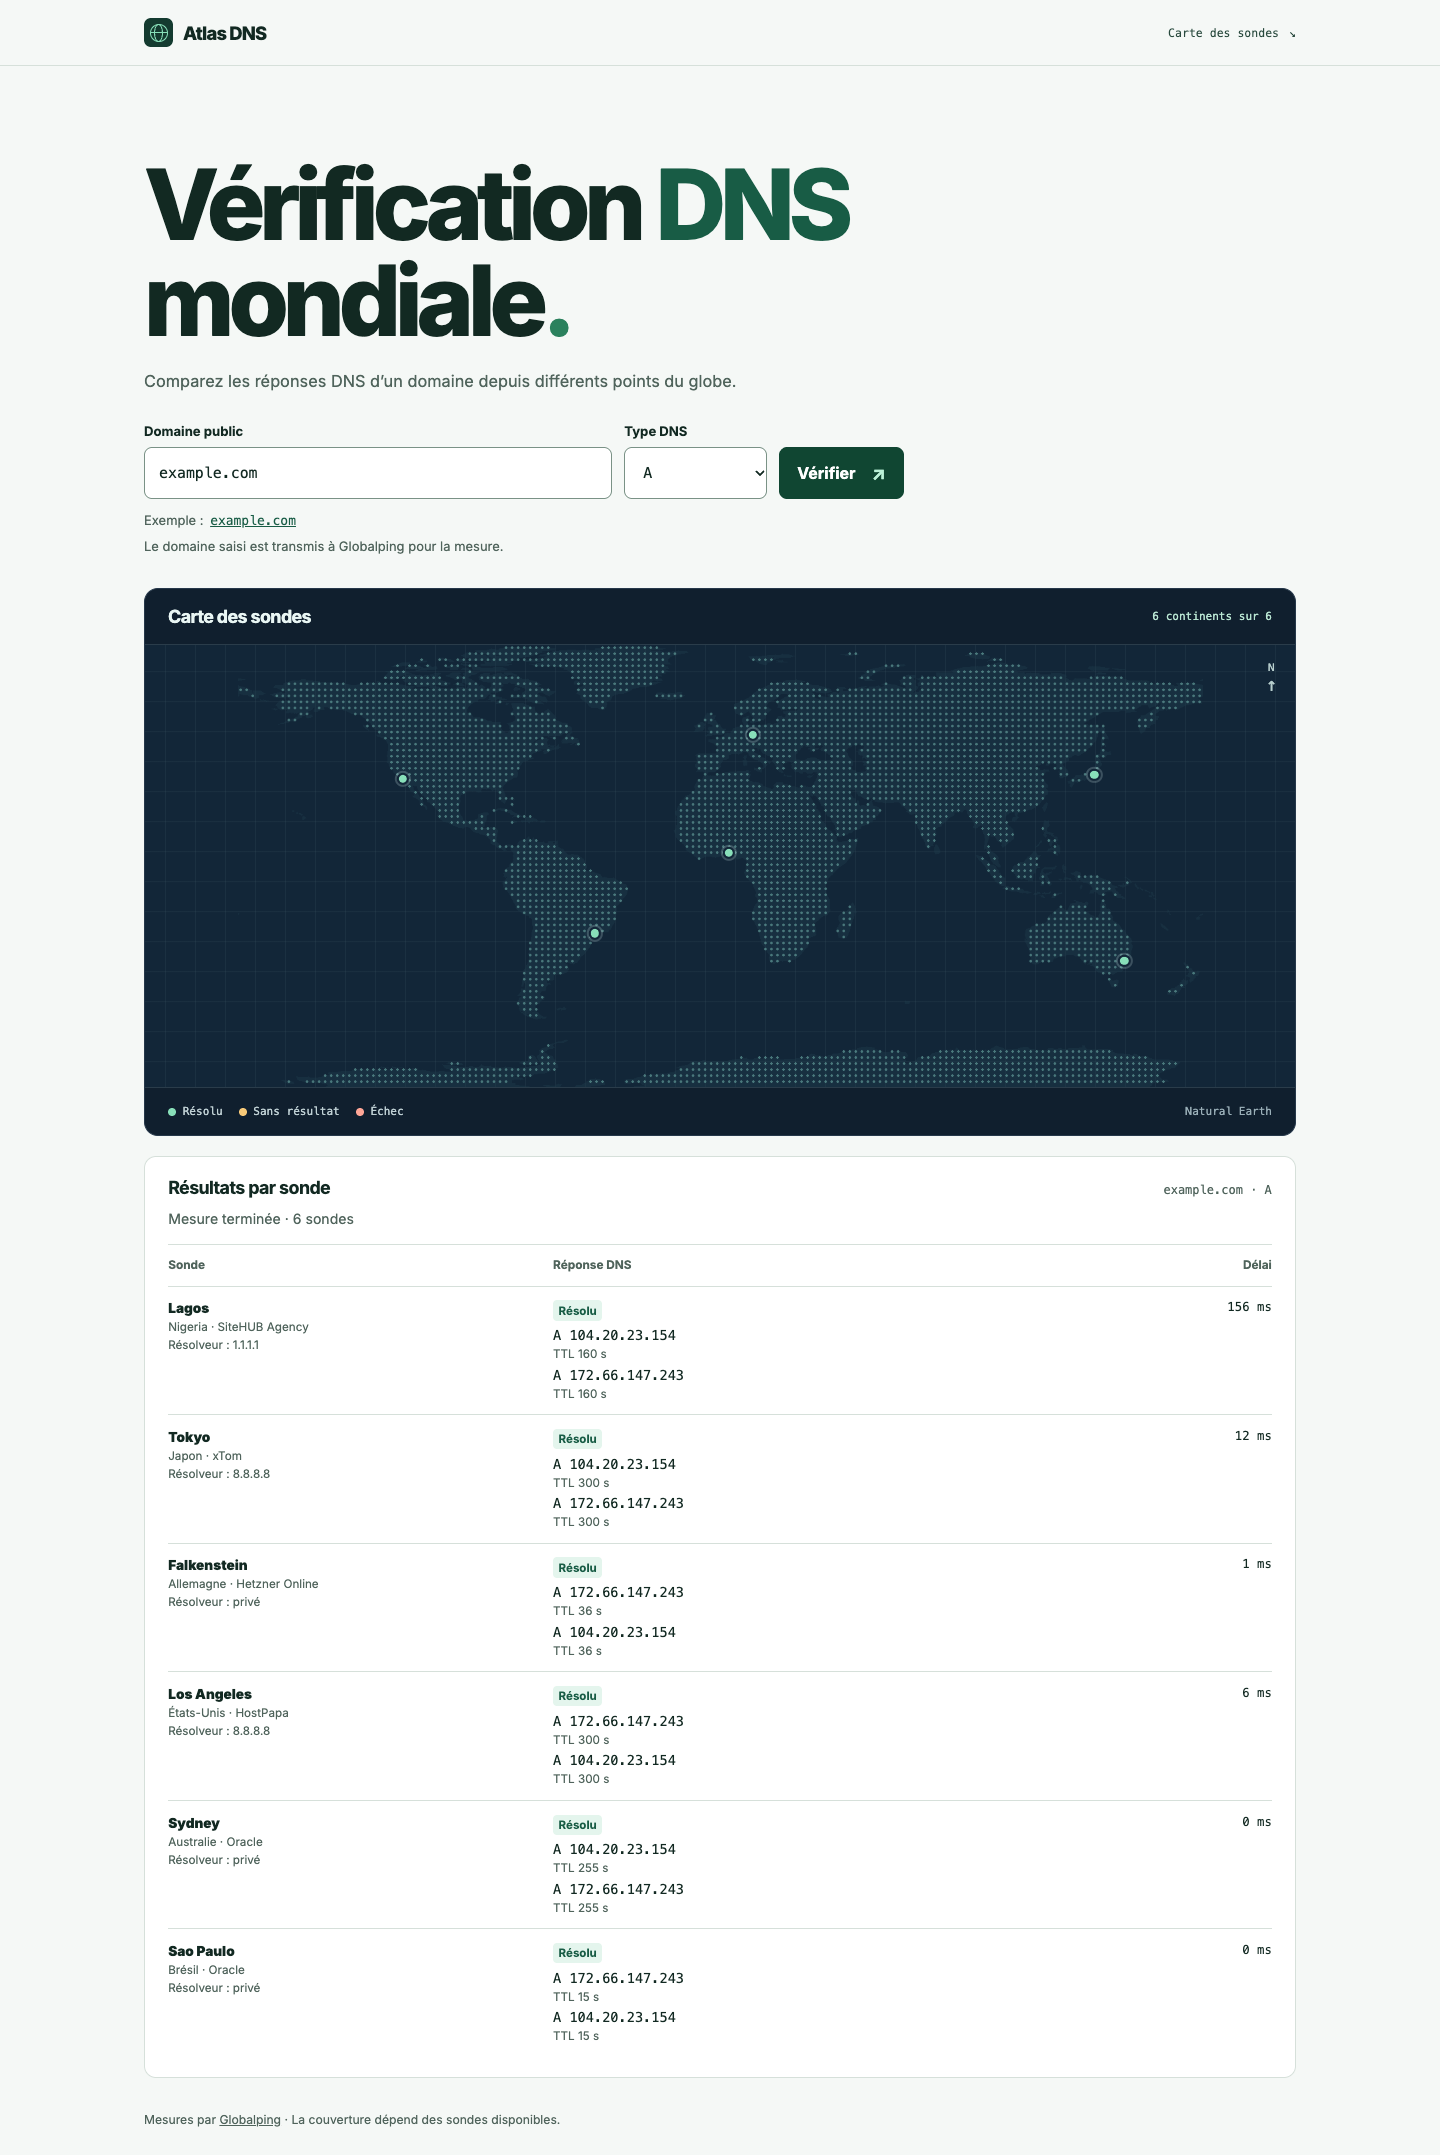 Atlas DNS
Carte des sondes ↘
Vérification DNS
mondiale.
Comparez les réponses DNS d’un domaine depuis différents points du globe.
Domaine public
Type DNS
example.com
A
Vérifier ↗
Exemple : example.com
Le domaine saisi est transmis à Globalping pour la mesure.
Carte des sondes
6 continents sur 6
N
↑
Résolu
Sans résultat
Échec
Natural Earth
Résultats par sonde
example.com · A
Mesure terminée · 6 sondes
Sonde
Réponse DNS
Délai
Lagos
Nigeria · SiteHUB Agency
Résolveur : 1.1.1.1
Résolu
A 104.20.23.154
TTL 160 s
A 172.66.147.243
TTL 160 s
156 ms
Tokyo
Japon · xTom
Résolveur : 8.8.8.8
Résolu
A 104.20.23.154
TTL 300 s
A 172.66.147.243
TTL 300 s
12 ms
Falkenstein
Allemagne · Hetzner Online
Résolveur : privé
Résolu
A 172.66.147.243
TTL 36 s
A 104.20.23.154
TTL 36 s
1 ms
Los Angeles
États-Unis · HostPapa
Résolveur : 8.8.8.8
Résolu
A 172.66.147.243
TTL 300 s
A 104.20.23.154
TTL 300 s
6 ms
Sydney
Australie · Oracle
Résolveur : privé
Résolu
A 104.20.23.154
TTL 255 s
A 172.66.147.243
TTL 255 s
0 ms
Sao Paulo
Brésil · Oracle
Résolveur : privé
Résolu
A 172.66.147.243
TTL 15 s
A 104.20.23.154
TTL 15 s
0 ms
Mesures par Globalping · La couverture dépend des sondes disponibles.